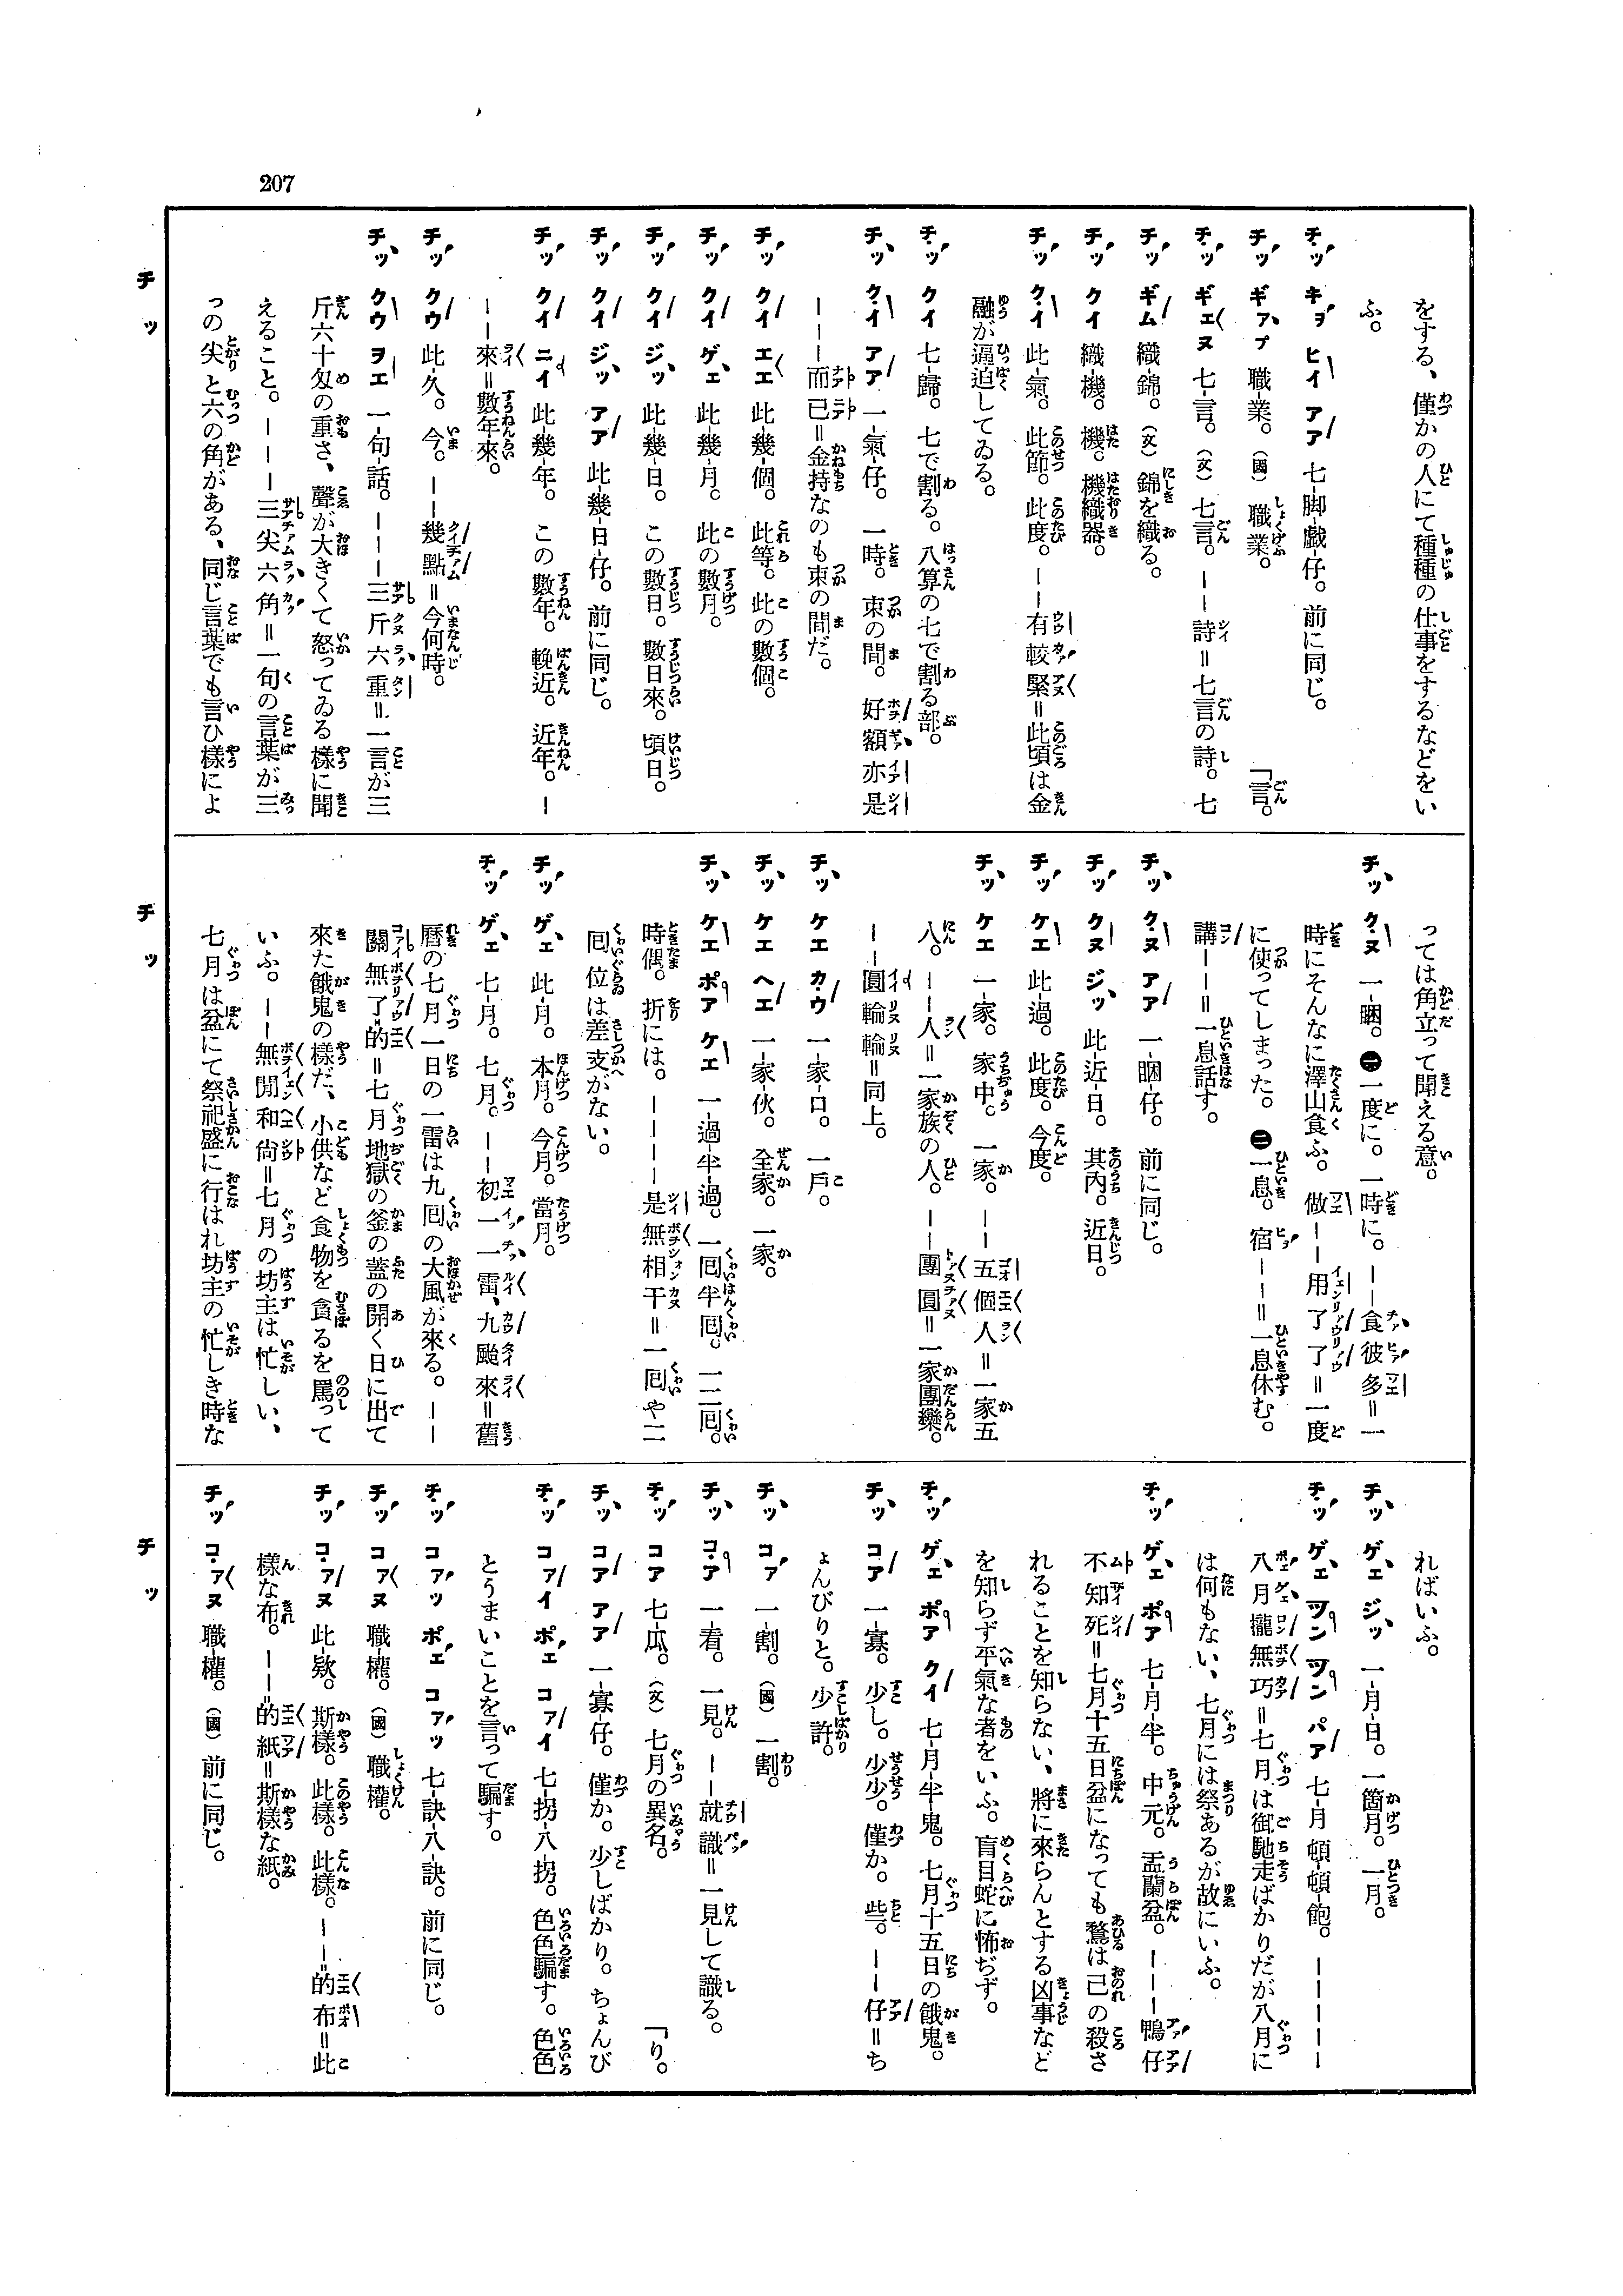 207
をする、僅かの人にて種種の仕事をするなどをい
ふ。
チッ キヲ ヒイ アア 七-脚-戲-仔。前に同じ。
チッ ギァプ 職-業。(國)職業。 「言。
チッ ギェヌ 七-言。(文)七言。――詩=七言の詩。七
チッ ギム 織-錦。(文)錦を織る。
チッ クイ 織-機。機。機織器。
チッ クイ 此-氣。此節。此度。――有較緊=此頃は金
融が逼迫してゐる。
チッ クイ 七-歸。七で割る。八算の七で割る部。
チッ クイ アア 一-氣-仔。一時。束の間。好額亦是
―――而已=金持なのも束の間だ。
チッ クイ エエ 此-幾-個。此等。此の數個。
チッ クイ ゲェ 此-幾-月。此の數月。
チッ クイ ジッ 此-幾-日。この數日。數日來。頃日。
チッ クイ ジッ アア 此-幾-日-仔。前に同じ。
チッ クイ ニイ 此-幾-年。この數年。輓近。近年。―
――來=數年來。
チッ クウ 此-久。今。――幾點=今何時。
チッ クウ ヲエ 一-句-話。―――三斤六重=一言が三
斤六十匁の重さ、聲が大きくて怒ってゐる樣に聞
えること。―――三尖六角=一句の言葉が三
つの尖と六の角がある、同じ言葉でも言ひ樣によ
チッ
っては角立って聞える意。
チッ クヌ 一-睏。㊀一度に。一時に。――食彼多=一
時にそんなに澤山食ふ。做――用了了=一度
に使ってしまった。㊁一息。宿――=一息休む。
講――=一息話す。
チッ クヌ アア 一-睏-仔。前に同じ。
チッ クヌ ジッ 此-近-日。其內。近日。
チッ ケエ 此-過。此度。今度。
チッ ケエ 一-家。家中。一家。――五個人=一家五
人。――人=一家族の人。――團圓=一家團欒。
――圓輪輪=同上。
チッ ケエ カウ 一-家-口。一戶。
チッ ケエ ヘエ 一-家-伙。全家。一家。
チッ ケエ ポア ケエ 一-過-半-過。一囘半囘。一二囘。
時偶。折には。――――是無相干=一囘や二
囘位は差支がない。
チッ ゲェ 此-月。本月。今月。當月。
チッ ゲェ 七-月。七月。――初一一雷、九颱來=舊
曆の七月一日の一雷は九囘の大風が來る。――
關無了的=七月地獄の釜の蓋の開く日に出て
來た餓鬼の樣だ、小供など食物を貪るを罵って
いふ。――無閒和尙=七月の坊主は忙しい、
七月は盆にて祭祀盛に行はれ坊主の忙しき時な
チッ
ればいふ。
チッ ゲェ ジッ 一-月-日。一箇月。一月。
チッ ゲェ ツン ツン パア 七-月 頓-頓-飽。―――――
八月攏無巧=七月は御馳走ばかりだが八月に
は何もない、七月には祭あるが故にいふ。
チッ ゲェ ポア 七-月-半。中元。盂蘭盆。―――鴨仔
不知死=七月十五日盆になっても鶩は己の殺さ
れることを知らない、將に來らんとする凶事など
を知らず平氣な者をいふ。盲目蛇に怖ぢず。
チッ ゲェ ポア クイ 七-月-半-鬼。七月十五日の餓鬼。
チッ コア 一-寡。少し。少少。僅か。些。――仔=ち
ょんびりと。少許。
チッ コァ 一-割。(國)一割。
チッ コア 一-看。一見。――就識=一見して識る。
チッ コア 七-瓜。(文)七月の異名。 「り。
チッ コア アア 一-寡-仔。僅か。少しばかり。ちょんび
チッ コァイ ポェ コァイ 七-拐-八-拐。色色騙す。色色
とうまいことを言って騙す。
チッ コァッ ポェ コァッ 七-訣-八-訣。前に同じ。
チッ コァヌ 職-權。(國)職權。
チッ コァヌ 此-欵。斯樣。此樣。此樣。――的布=此
樣な布。――的紙=斯樣な紙。
チッ コァヌ 職-權。(國)前に同じ。
チッ